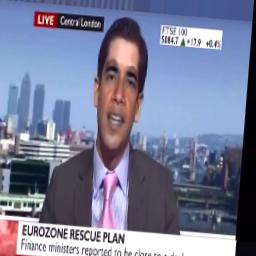 LIVE Central London
FTSE 100
5084.7 ▲ +17.9 +0.4%
EUROZONE RESCUE PLAN
Finance ministers reported to be close to a